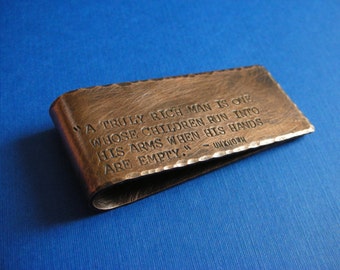 "A TRULY RICH MAN IS ONE
WHOSE CHILDREN RUN INTO
HIS ARMS WHEN HIS HANDS
ARE EMPTY." - UNKNOWN